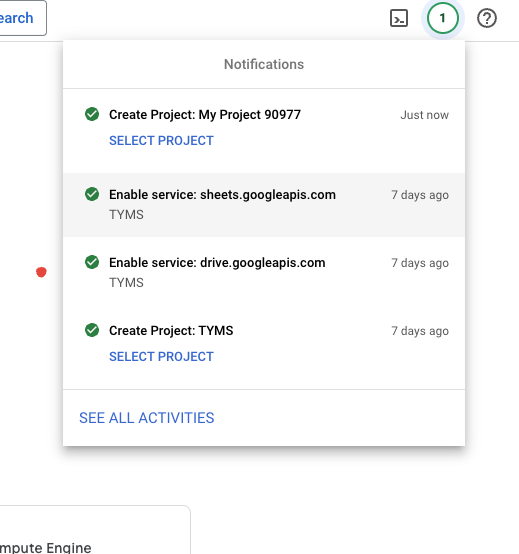 earch
1
Notifications
Create Project: My Project 90977
Just now
SELECT PROJECT
Enable service: sheets.googleapis.com
7 days ago
TYMS
Enable service: drive.googleapis.com
7 days ago
TYMS
Create Project: TYMS
7 days ago
SELECT PROJECT
SEE ALL ACTIVITIES
mpute Engine